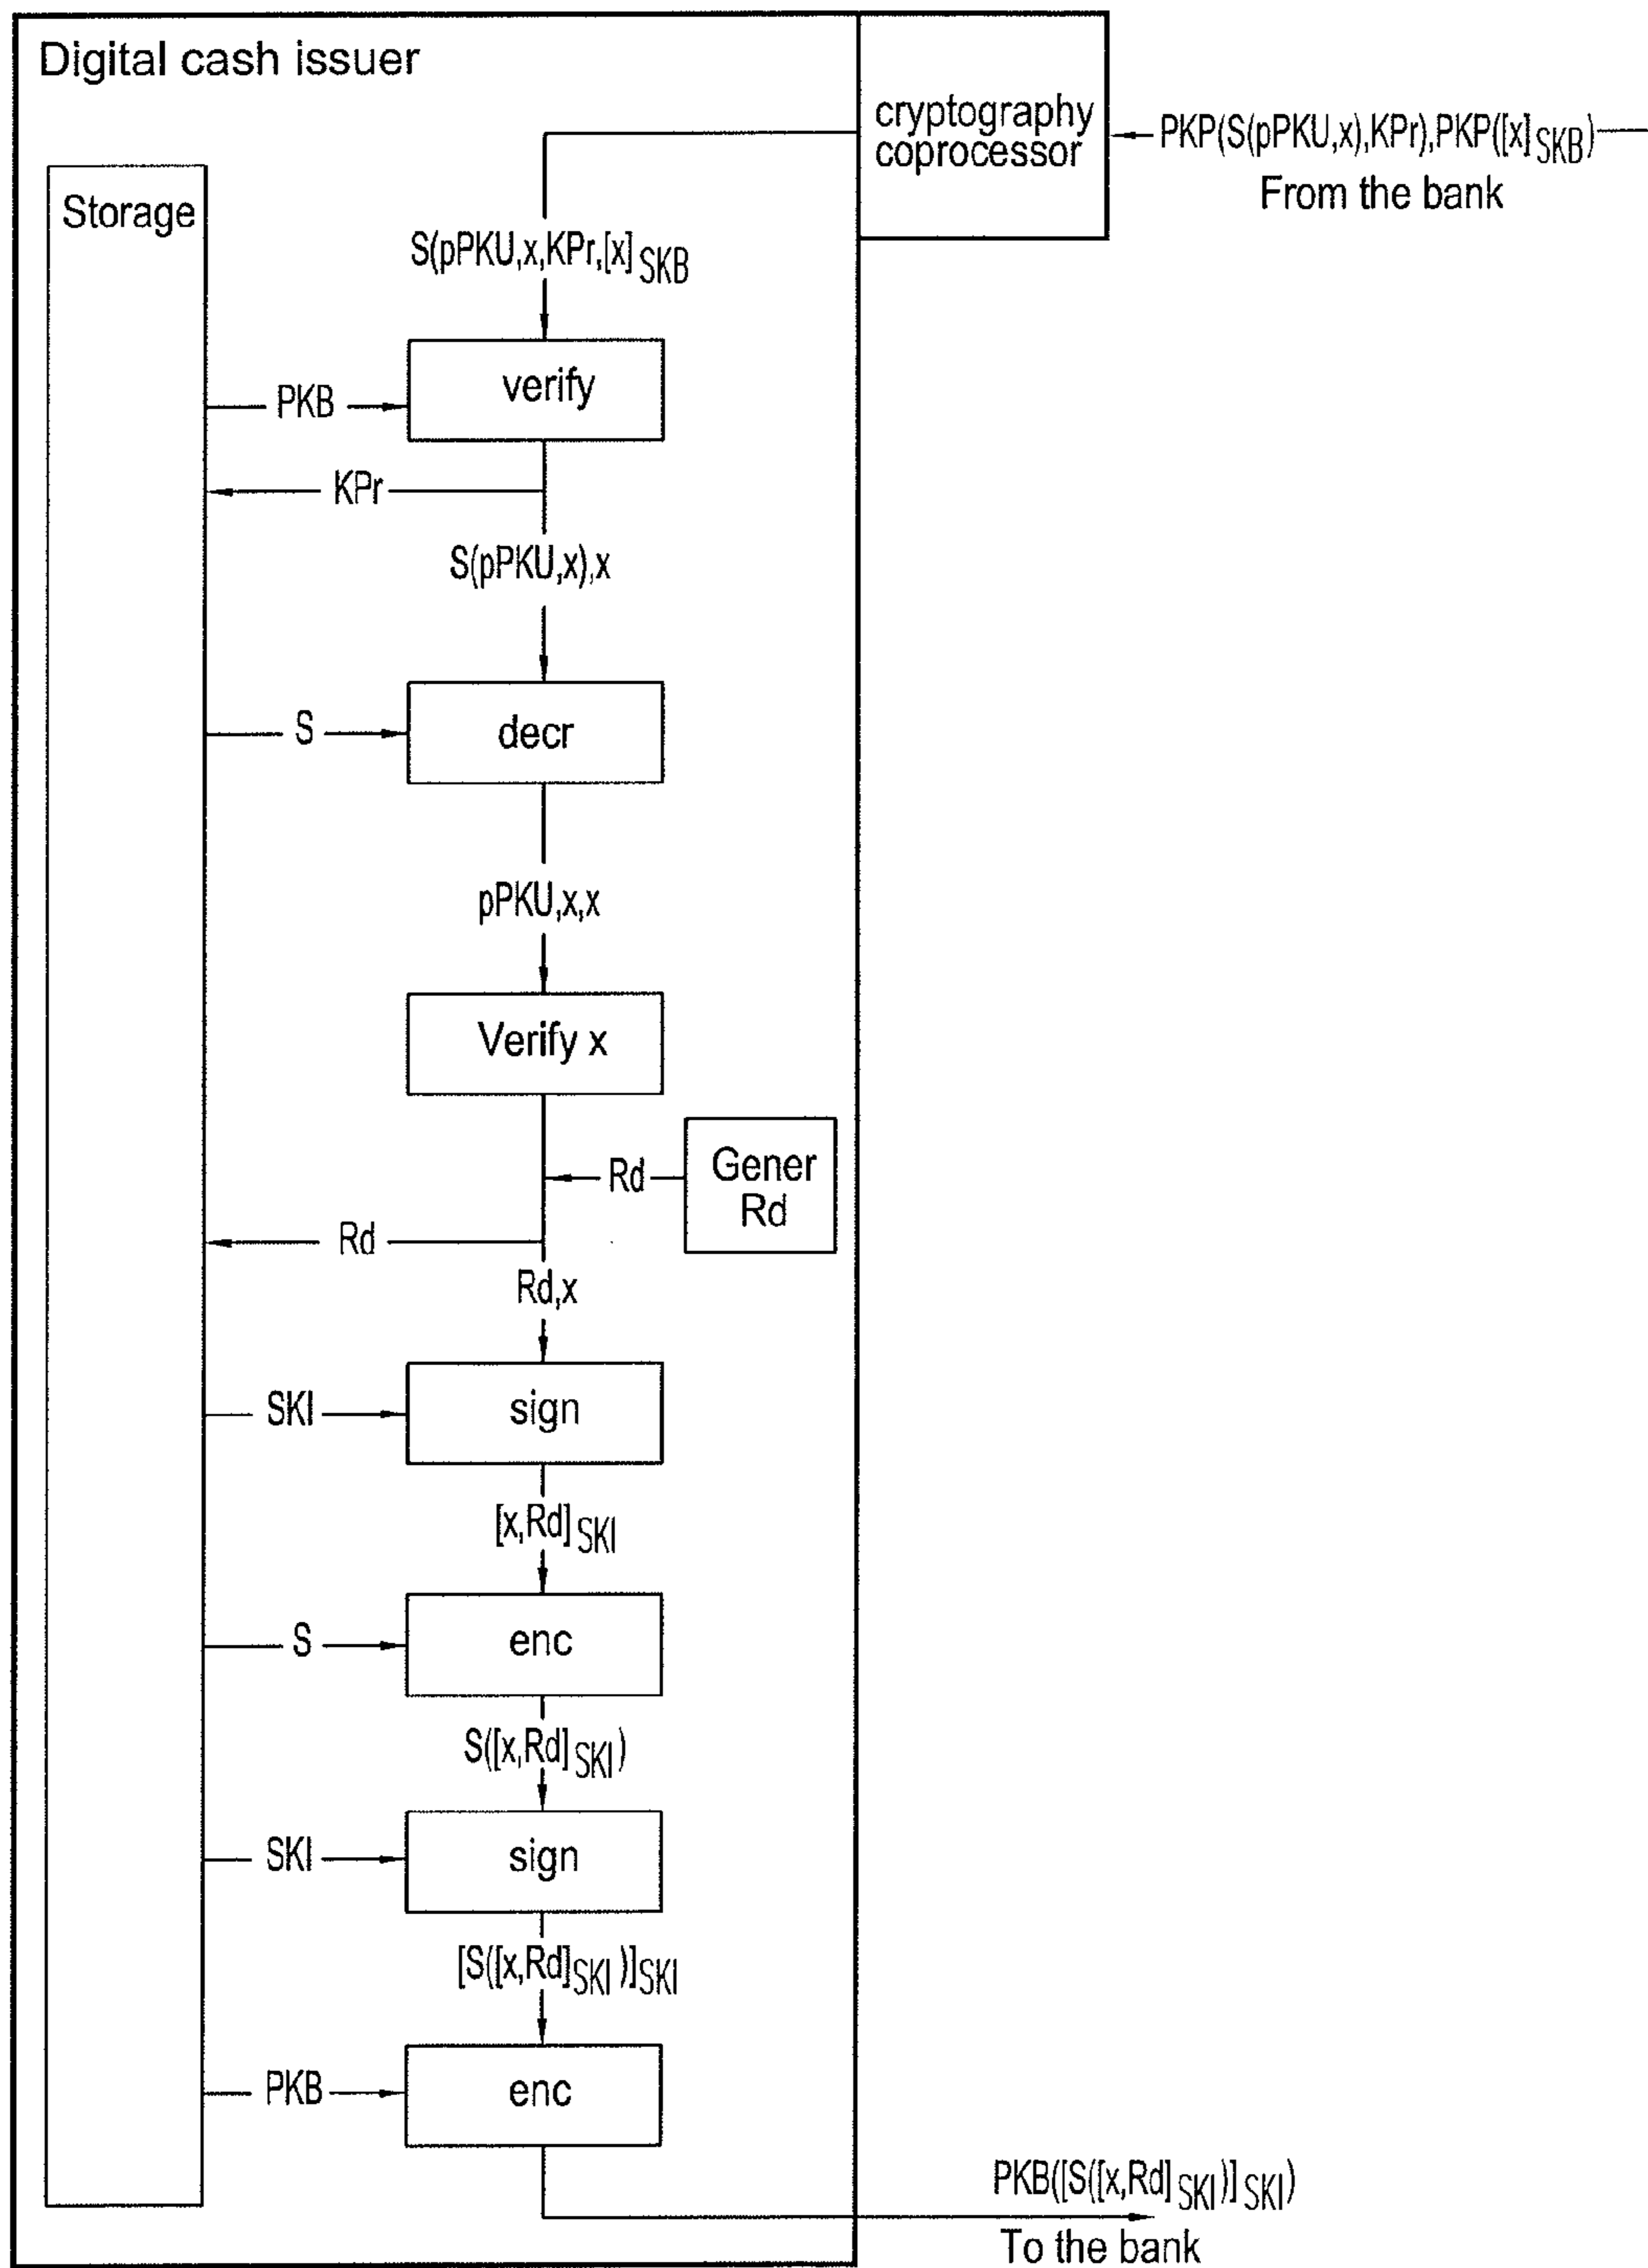 Digital cash issuer
cryptography
coprocessor
PKP(S(pPKU,x),KPr),PKP([x]SKB)
From the bank
Storage
S(pPKU,x,KPr,[x]SKB
PKB
verify
KPr
S(pPKU,x),x
S
decr
pPKU,x,x
Verify x
Gener
Rd
Rd
Rd
Rd,x
SKI
sign
[x,Rd]SKI
S
enc
S([x,Rd]SKI)
SKI
sign
[S([x,Rd]SKI)]SKI
PKB
enc
PKB([S([x,Rd]SKI)]SKI)
To the bank